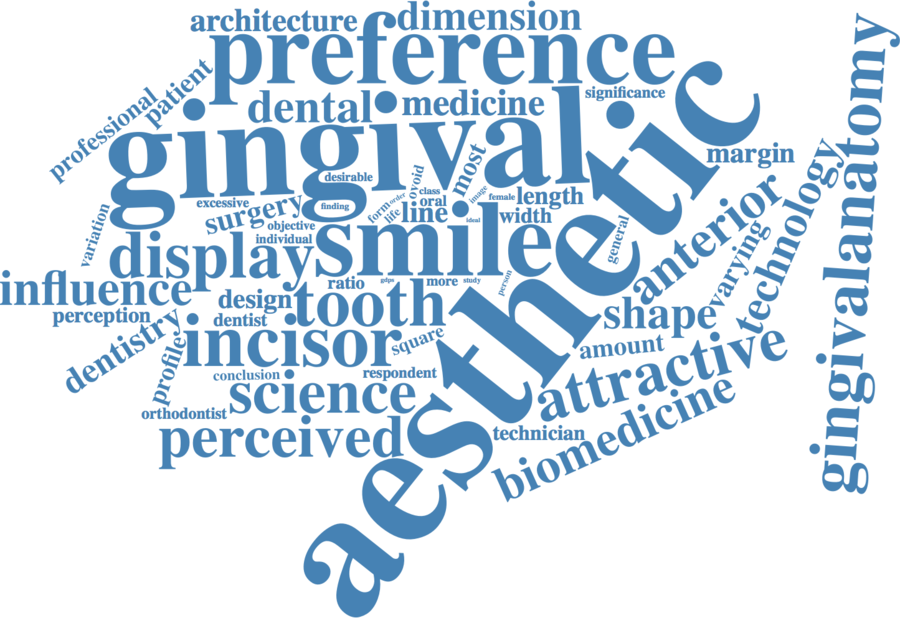 architecture
dimension
preference
patient
professional
dental
medicine
significance
gingival
aesthetic
margin
gingivalanatomy
technology
desirable
ovoid
most
class
order
image
female
length
excessive
surgery
finding
form
life
oral
line
ideal
width
variation
objective
individual
display
smile
general
anterior
varying
influence
perception
ratio
gdps
more
study
person
design
tooth
dentist
shape
dentistry
profile
incisor
square
amount
attractive
conclusion
respondent
science
orthodontist
perceived
technician
biomedicine